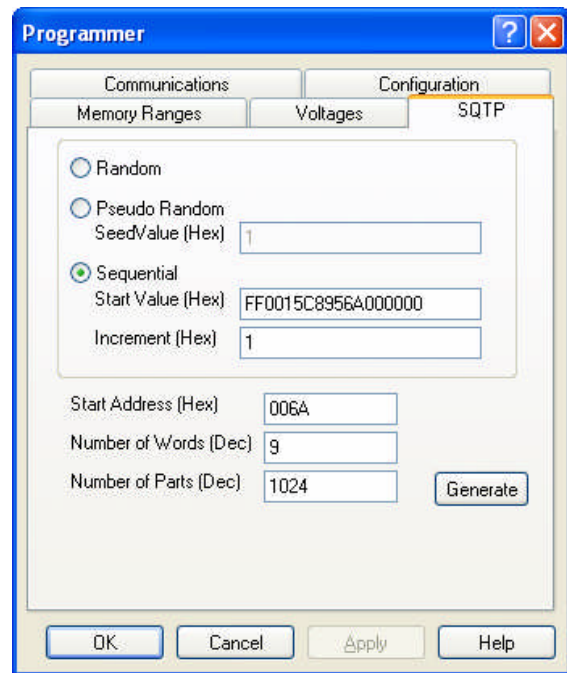 Programmer
Communications Configuration
Memory Ranges Voltages SQTP
Random
Pseudo Random
SeedValue (Hex) 1
Sequential
Start Value (Hex) FF0015C8956A000000
Increment (Hex) 1
Start Address (Hex) 006A
Number of Words (Dec) 9
Number of Parts (Dec) 1024
Generate
OK Cancel Apply Help